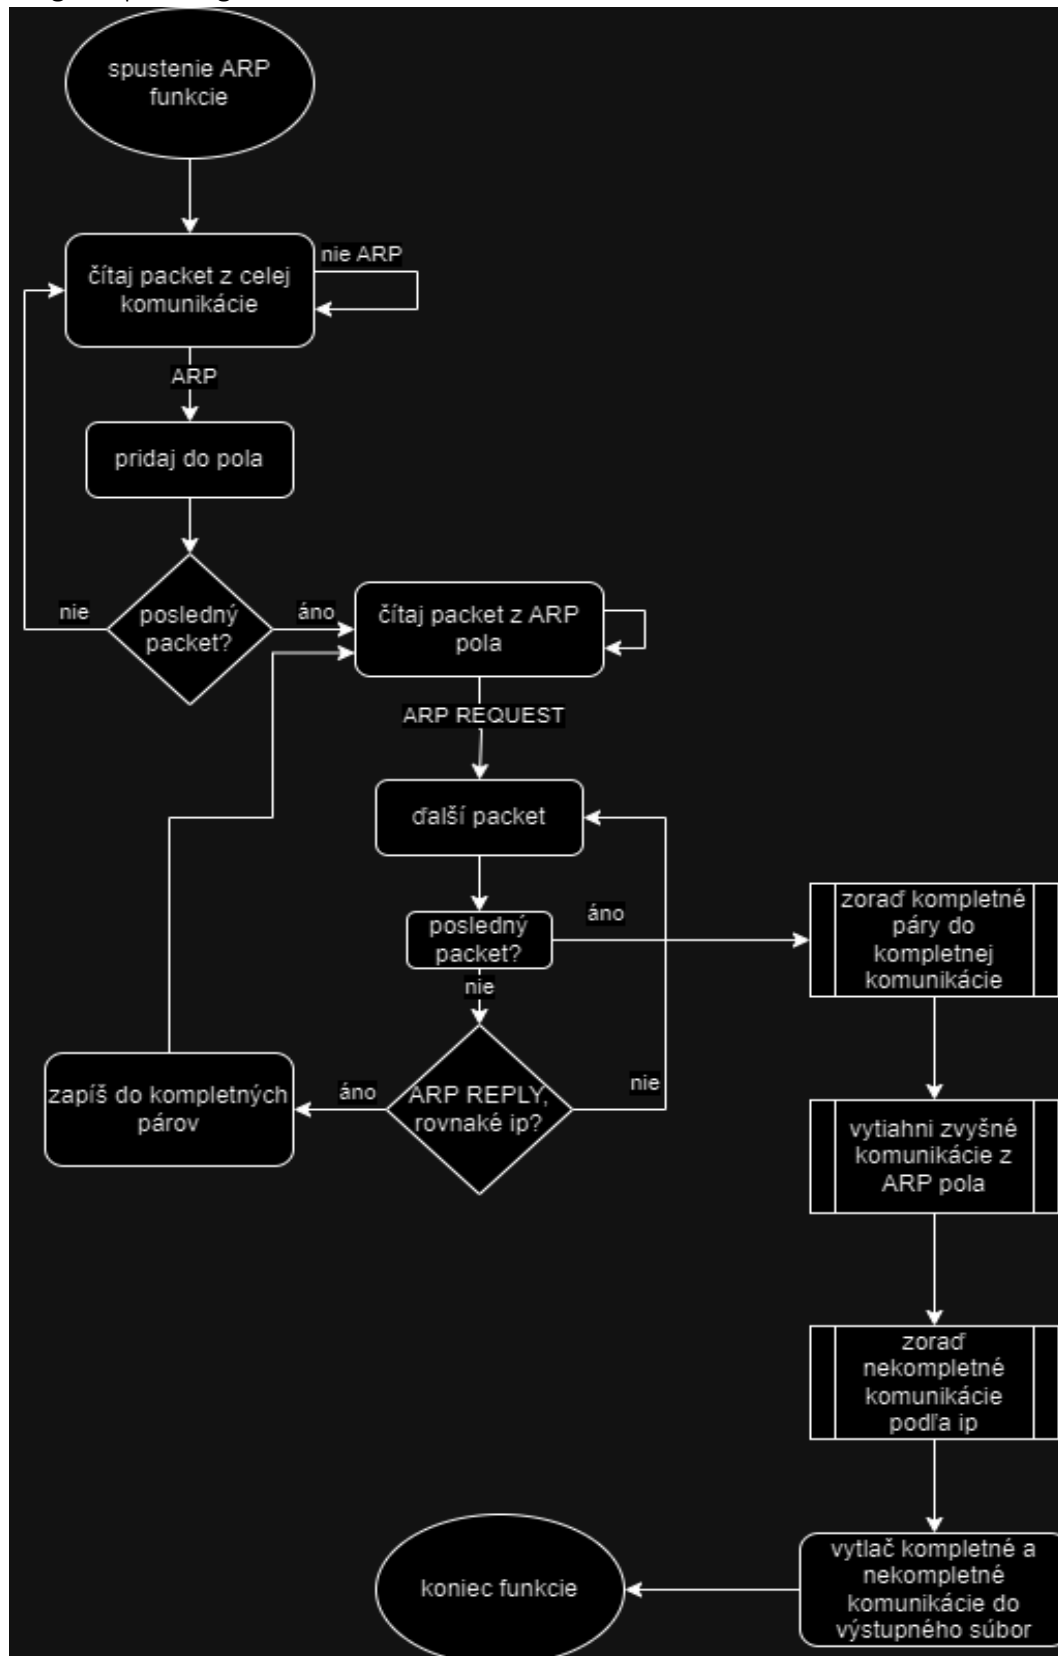 spustenie ARP
funkcie
čítaj packet z celej
komunikácie
nie ARP
ARP
pridaj do pola
posledný
packet?
nie
áno
čítaj packet z ARP
pola
ARP REQUEST
ďalší packet
posledný
packet?
áno
nie
ARP REPLY,
rovnaké ip?
áno
nie
zapíš do kompletných
párov
zoraď kompletné
páry do
kompletnej
komunikácie
vytiahni zvyšné
komunikácie z
ARP pola
zoraď
nekompletné
komunikácie
podľa ip
vytlač kompletné a
nekompletné
komunikácie do
výstupného súbor
koniec funkcie